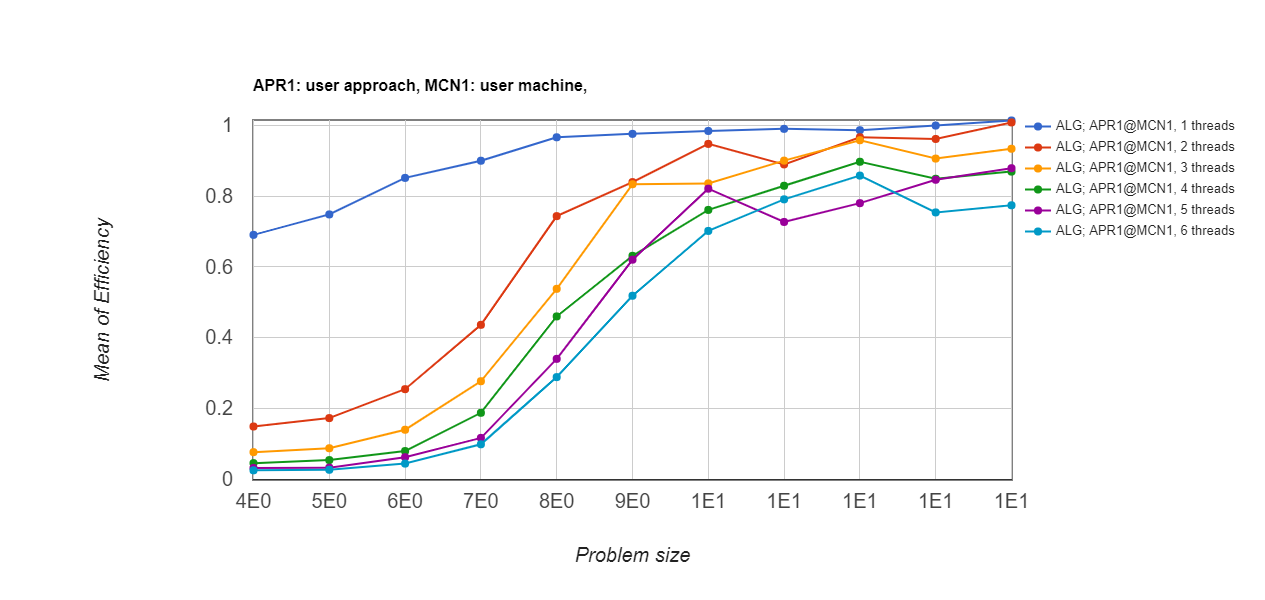 APR1: user approach, MCN1: user machine,
Mean of Efficiency
1
0.8
0.6
0.4
0.2
0
4E0 5E0 6E0 7E0 8E0 9E0 1E1 1E1 1E1 1E1 1E1
Problem size
ALG; APR1@MCN1, 1 threads
ALG; APR1@MCN1, 2 threads
ALG; APR1@MCN1, 3 threads
ALG; APR1@MCN1, 4 threads
ALG; APR1@MCN1, 5 threads
ALG; APR1@MCN1, 6 threads